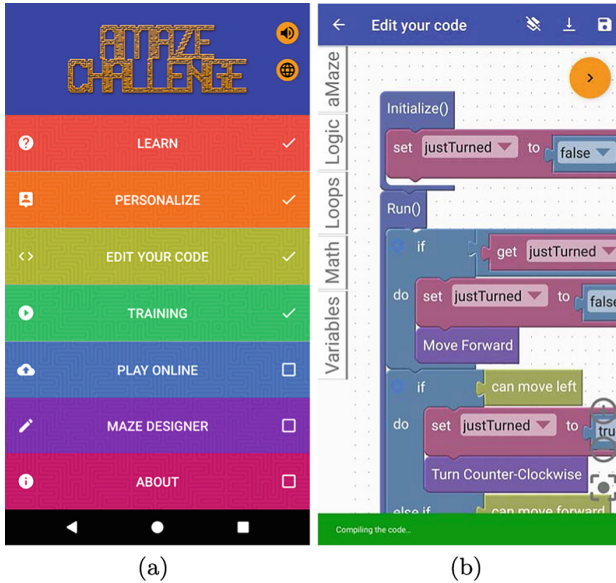 AMAZE
CHALLENGE
LEARN
PERSONALIZE
EDIT YOUR CODE
TRAINING
PLAY ONLINE
MAZE DESIGNER
ABOUT
(a)
Edit your code
aMaze
Logic
Loops
Math
Variables
Initialize()
set justTurned to false
Run()
if get justTurned
do set justTurned to false
Move Forward
if can move left
do set justTurned to tru
Turn Counter-Clockwise
else if can move forward
Compiling the code...
(b)